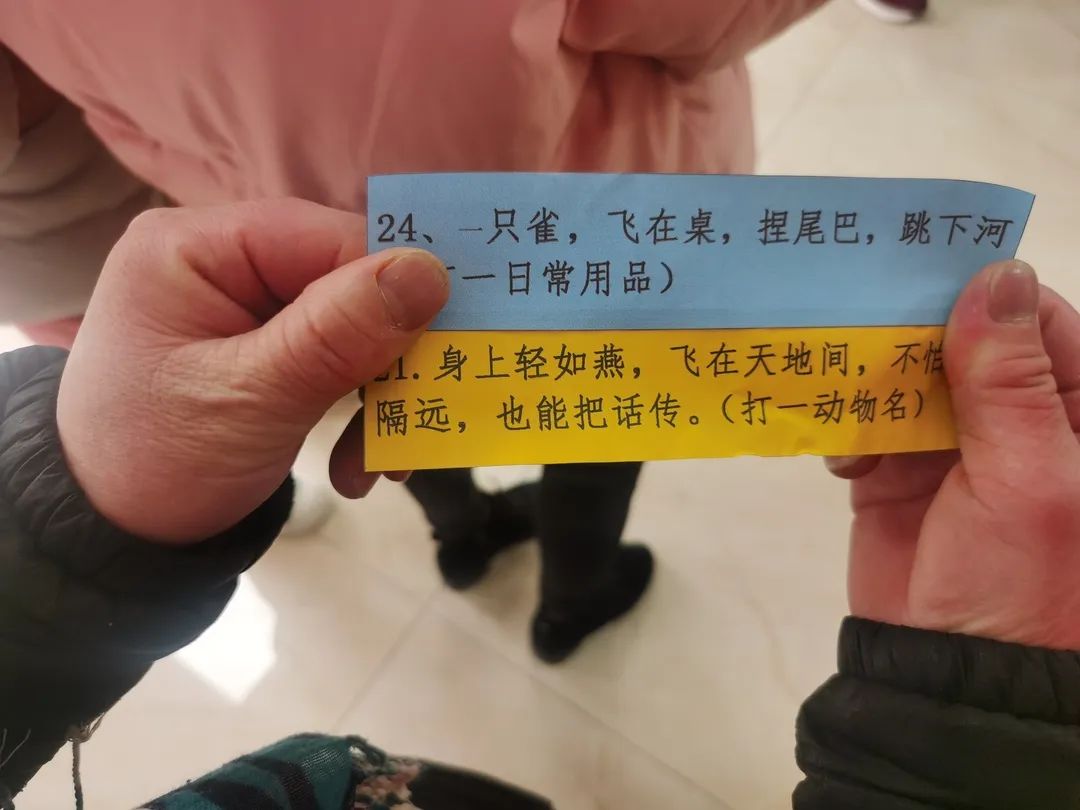 24、一只雀，飞在桌，捏尾巴，跳下河
一日常用品）
21.身上轻如燕，飞在天地间，不怕
隔远，也能把话传。（打一动物名）